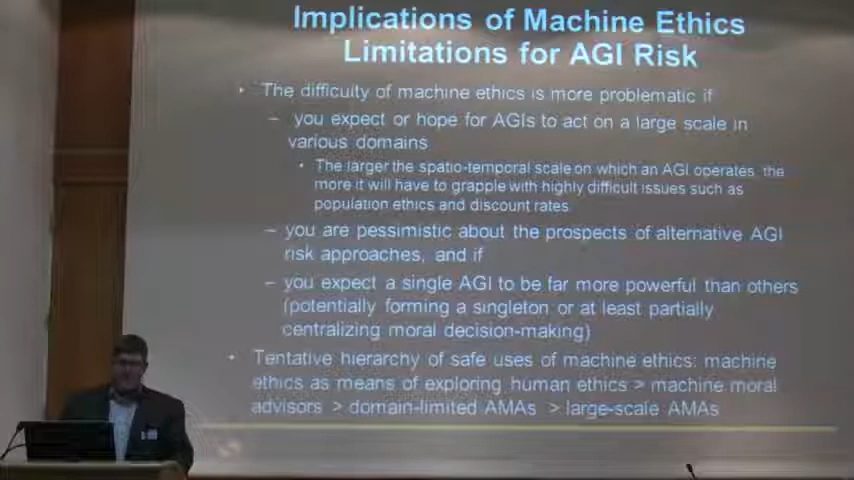 Implications of Machine Ethics
Limitations for AGI Risk
• The difficulty of machine ethics is more problematic if
– you expect or hope for AGIs to act on a large scale in
various domains
• The larger the spatio-temporal scale on which an AGI operates, the
more it will have to grapple with highly difficult issues such as
population ethics and discount rates.
– you are pessimistic about the prospects of alternative AGI
risk approaches, and if
– you expect a single AGI to be far more powerful than others
(potentially forming a singleton or at least partially
centralizing moral decision-making)
• Tentative hierarchy of safe uses of machine ethics: machine
ethics as means of exploring human ethics > machine moral
advisors > domain-limited AMAs > large-scale AMAs